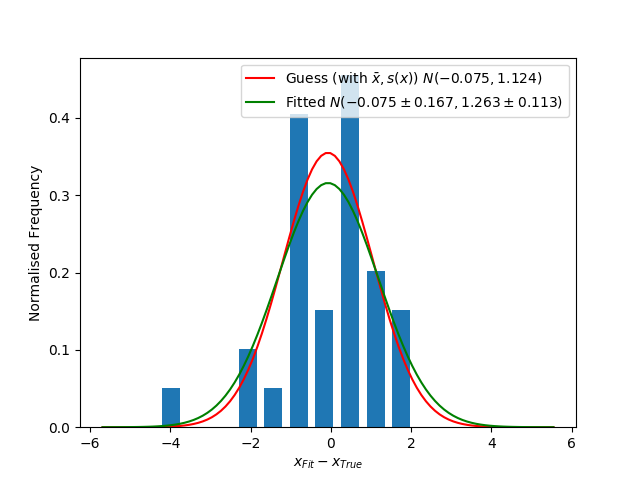 Guess (with x̄, s(x)) N(−0.075, 1.124)
Fitted N(−0.075 ± 0.167, 1.263 ± 0.113)
Normalised Frequency
0.4
0.3
0.2
0.1
0.0
−6 −4 −2 0 2 4 6
x_Fit − x_True